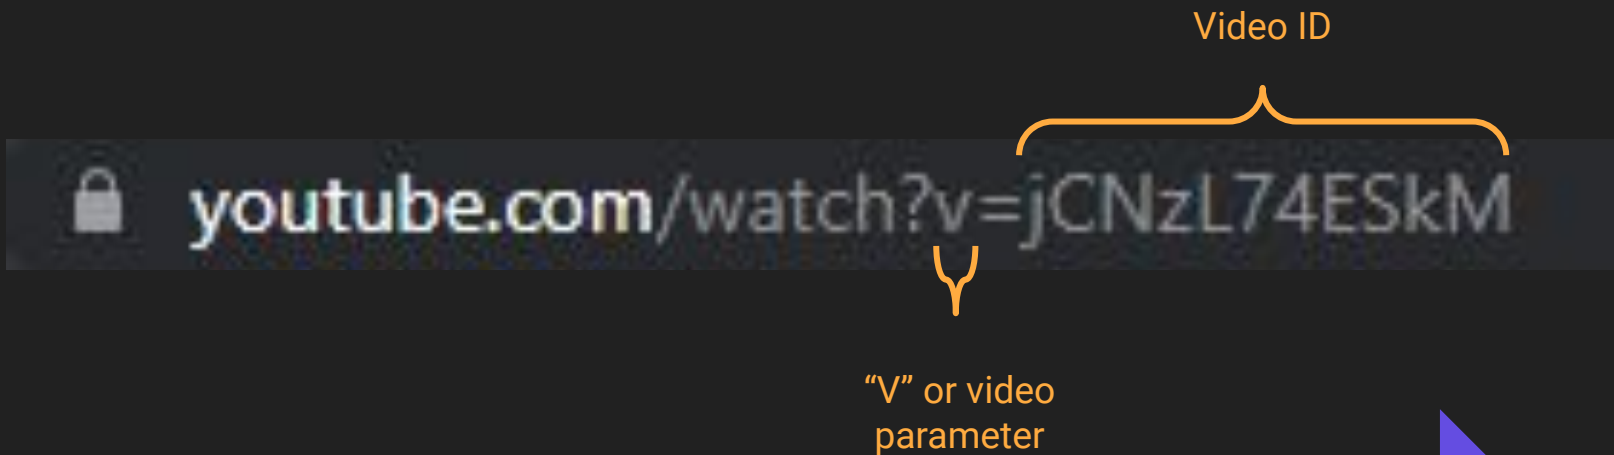 Video ID
youtube.com/watch?v=jCNzL74ESkM
“V” or video
parameter